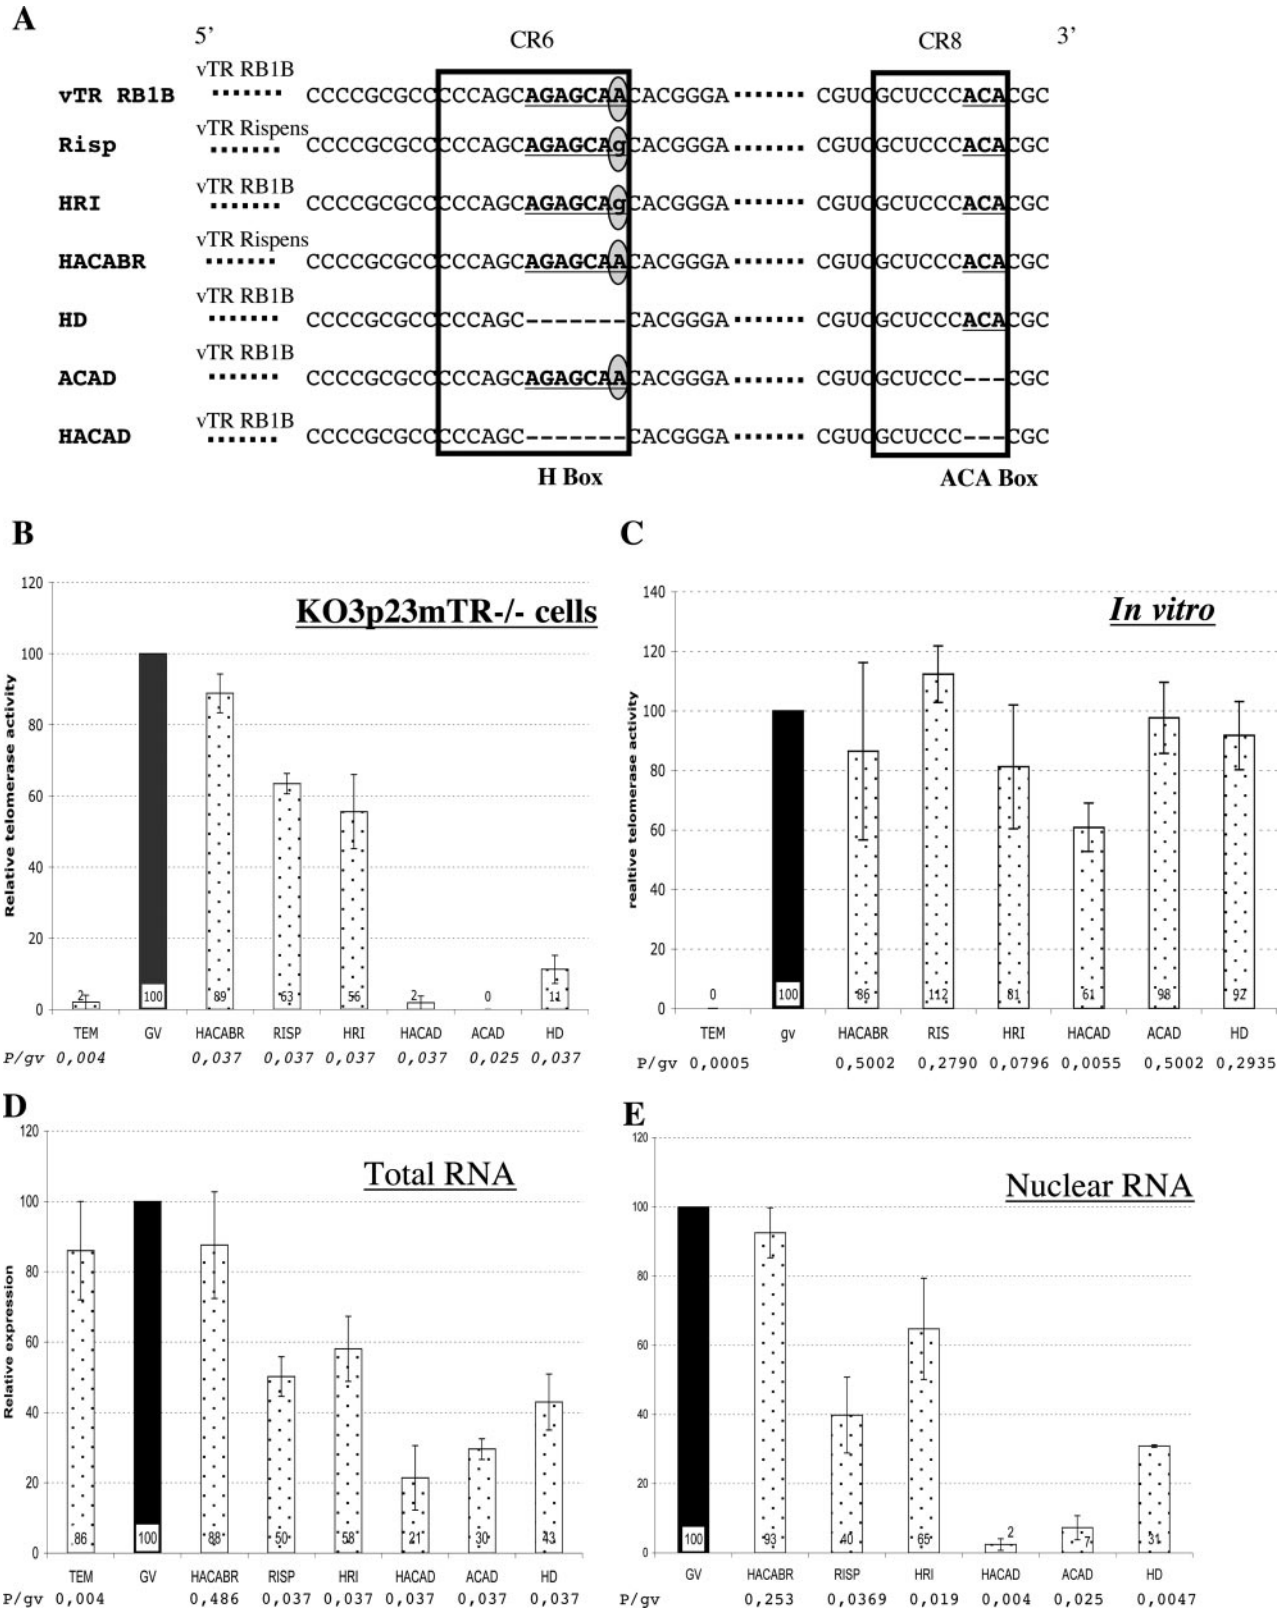 A
5’ CR6 CR8 3’
vTR RB1B
vTR RB1B CCCCGCGCCCCCAGCAGAGCAACACGGGA CGUCGCUCCCACACGC
vTR Rispens
Risp CCCCGCGCCCCCAGCAGAGCAgCACGGGA CGUCGCUCCCACACGC
vTR RB1B
HRI CCCCGCGCCCCCAGCAGAGCAgCACGGGA CGUCGCUCCCACACGC
vTR Rispens
HACABR CCCCGCGCCCCCAGCAGAGCAACACGGGA CGUCGCUCCCACACGC
vTR RB1B
HD CCCCGCGCCCCCAGC-------CACGGGA CGUCGCUCCCACACGC
vTR RB1B
ACAD CCCCGCGCCCCCAGCAGAGCAACACGGGA CGUCGCUCCC---CGC
vTR RB1B
HACAD CCCCGCGCCCCCAGC-------CACGGGA CGUCGCUCCC---CGC
H Box ACA Box
B
KO3p23mTR-/- cells
Relative telomerase activity
120
100
80
60
40
20
0
2 100 89 63 56 2 0 11
TEM GV HACABR RISP HRI HACAD ACAD HD
P/gv 0,004 0,037 0,037 0,037 0,037 0,025 0,037
C
In vitro
realtive telomerase activity
140
120
100
80
60
40
20
0
0 100 86 112 81 61 98 92
TEM gv HACABR RIS HRI HACAD ACAD HD
P/gv 0,0005 0,5002 0,2790 0,0796 0,0055 0,5002 0,2935
D
Total RNA
Relative expression
120
100
80
60
40
20
0
86 100 88 50 58 21 30 43
TEM GV HACABR RISP HRI HACAD ACAD HD
P/gv 0,004 0,486 0,037 0,037 0,037 0,037 0,037
E
Nuclear RNA
120
100
80
60
40
20
0
100 93 40 65 2 7 31
GV HACABR RISP HRI HACAD ACAD HD
P/gv 0,253 0,0369 0,019 0,004 0,025 0,0047